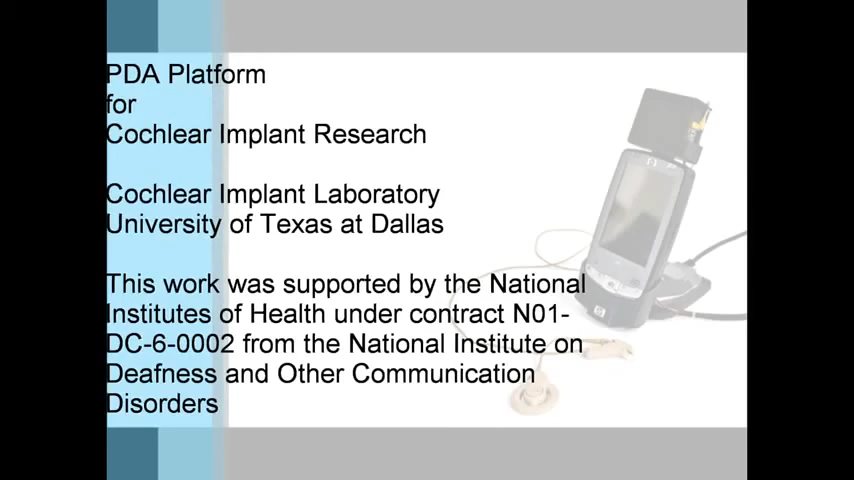 PDA Platform
for
Cochlear Implant Research
Cochlear Implant Laboratory
University of Texas at Dallas
This work was supported by the National
Institutes of Health under contract N01-
DC-6-0002 from the National Institute on
Deafness and Other Communication
Disorders